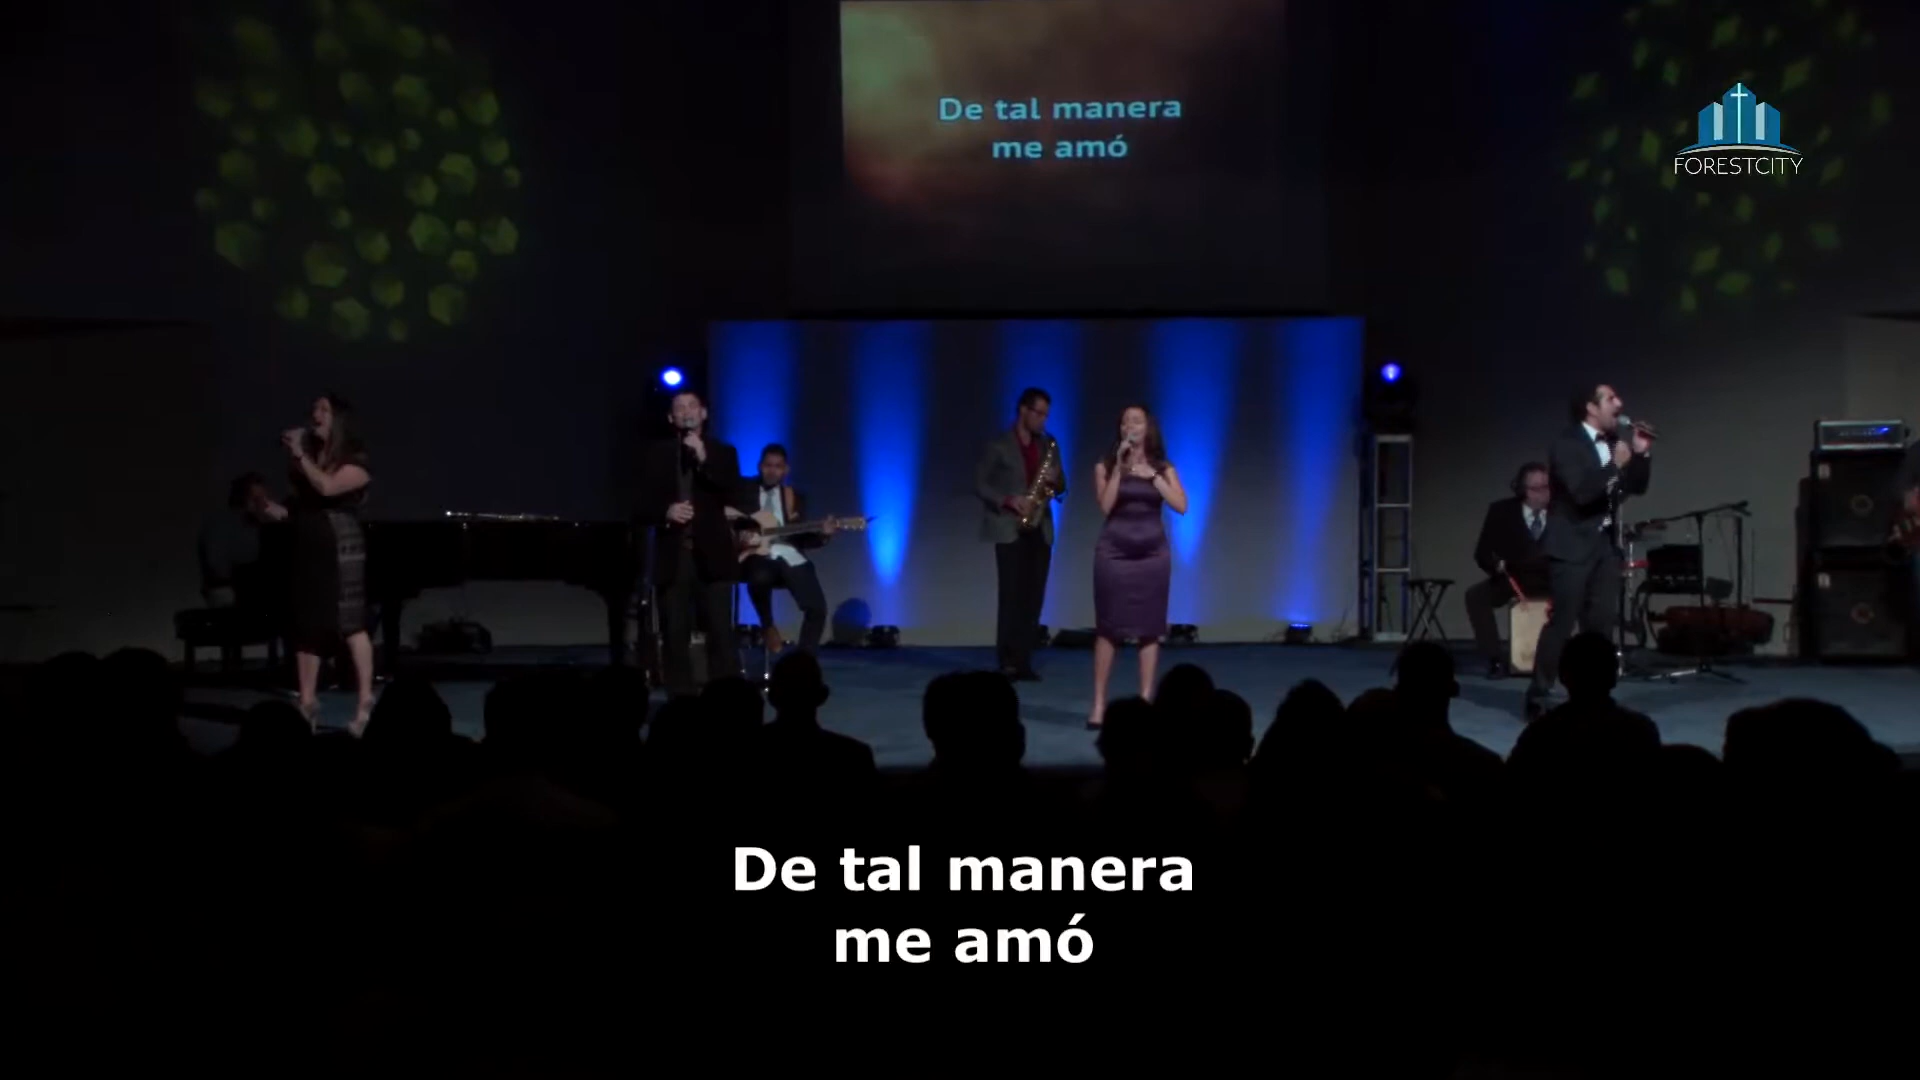 De tal manera
me amó
FORESTCITY
De tal manera
me amó